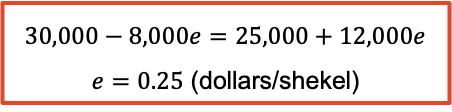 30,000 − 8,000𝑒 = 25,000 + 12,000𝑒
𝑒 = 0.25 (dollars/shekel)